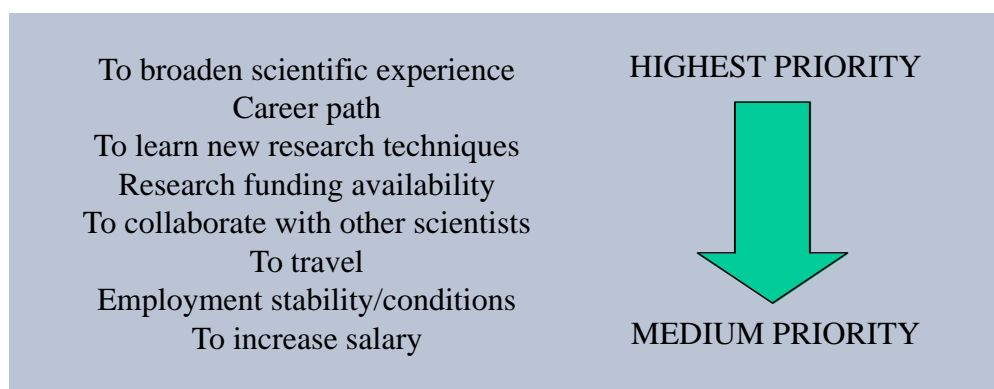 To broaden scientific experience
Career path
To learn new research techniques
Research funding availability
To collaborate with other scientists
To travel
Employment stability/conditions
To increase salary
HIGHEST PRIORITY
MEDIUM PRIORITY